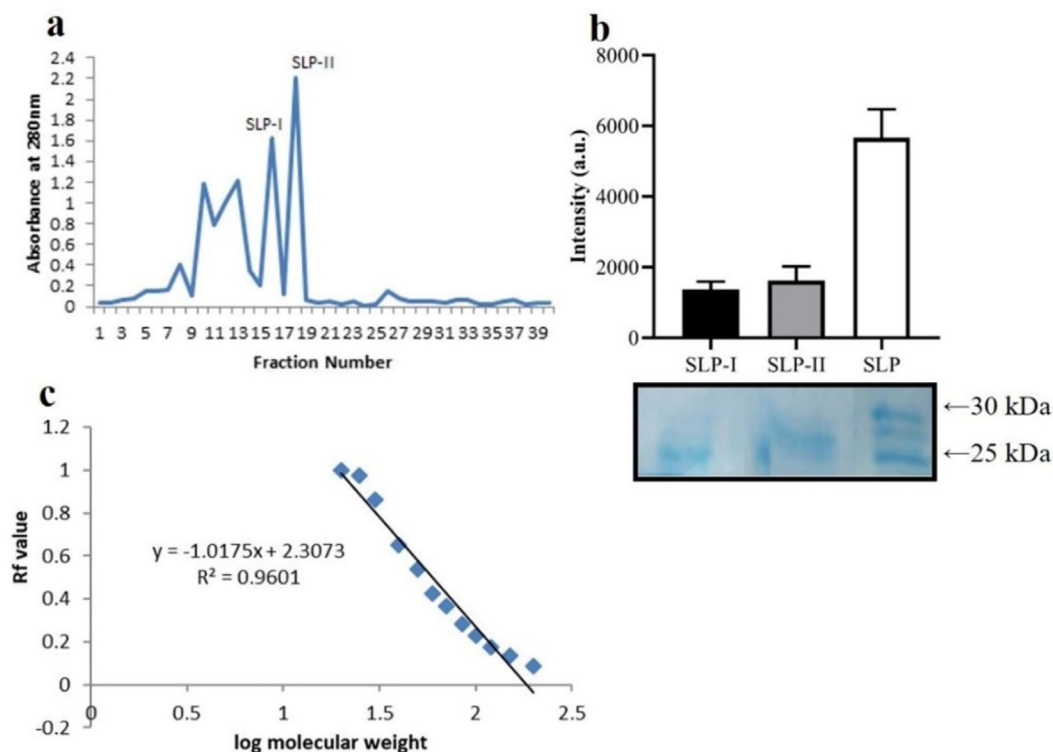 a
2.4
2.2
2
1.8
1.6
1.4
1.2
1
0.8
0.6
0.4
0.2
0
Absorbance at 280nm
SLP-I
SLP-II
1 3 5 7 9 11 13 15 17 19 21 23 25 27 29 31 33 35 37 39
Fraction Number
b
8000
6000
4000
2000
0
Intensity (a.u.)
SLP-I SLP-II SLP
←30 kDa
←25 kDa
c
1.2
1
0.8
0.6
0.4
0.2
0
-0.2
Rf value
y = -1.0175x + 2.3073
R² = 0.9601
0 0.5 1 1.5 2 2.5
log molecular weight